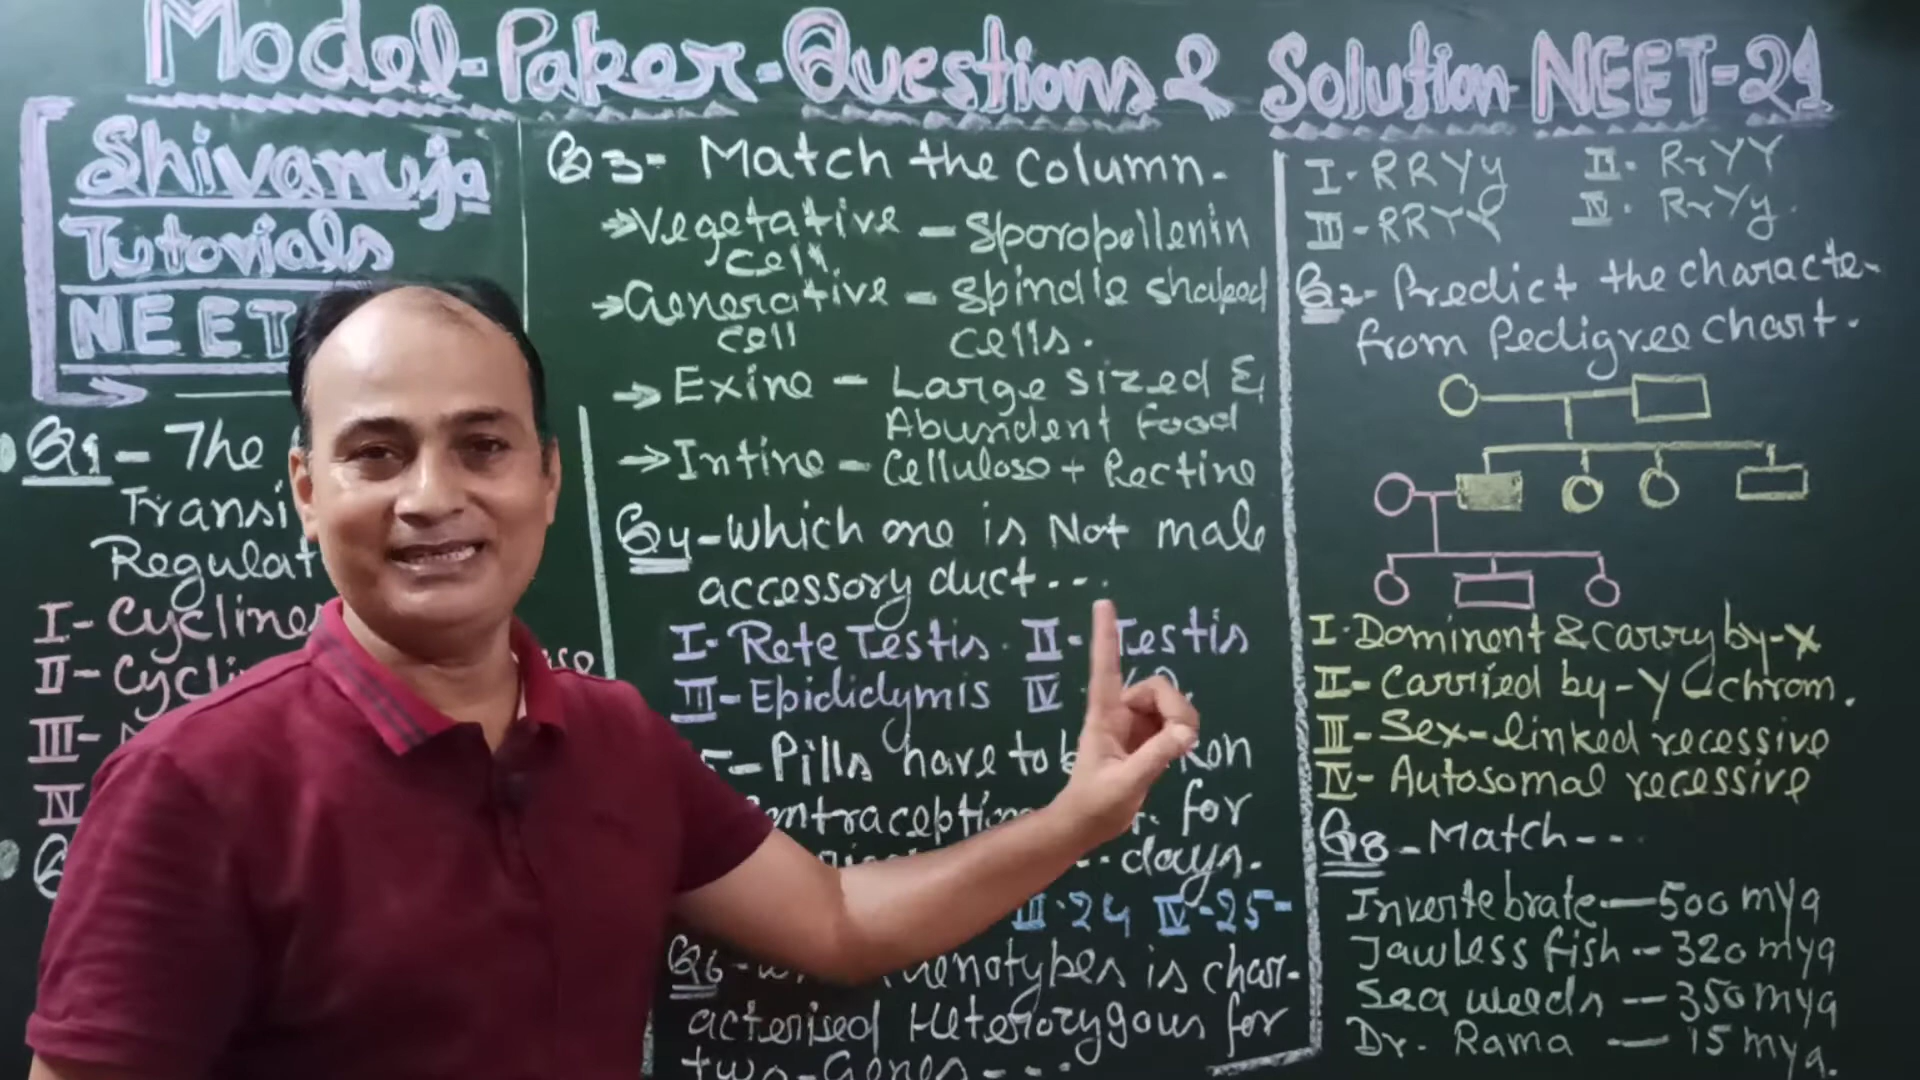 Model-Paper-Questions & Solution NEET-21
Shivanuja
Tutorials
NEET
Q1- The
Transi
Regulat
I- Cycline
II- Cycli
III-
IV
Q3- Match the Column-
Vegetative cell - Sporopollenin
Generative cell - Spindle shaped cells.
Exine - Large sized & Abundent Food
Intine - Cellulose + Pectine
Q4- Which one is Not male
accessory duct...
I- Rete Testis. II- Testis
III- Epididymis IV
- Pills have to
for
days.
III-24 IV-25-
Q6- is char-
acterised Heterozygous for
two-Genes---
I- RRYy II- RrYY
III- RRYY IV- RrYy.
Q7- Predict the characte-
from Pedigree chart.
I- Dominent & carry by-X
II- Carried by-Y-chrom.
III- Sex-linked recessive
IV- Autosomal recessive
Q8- Match---
Invertebrate - 500 mya
Jawless fish - 320 mya
Sea weeds - 350 mya
Dr. Rama - 15 mya.